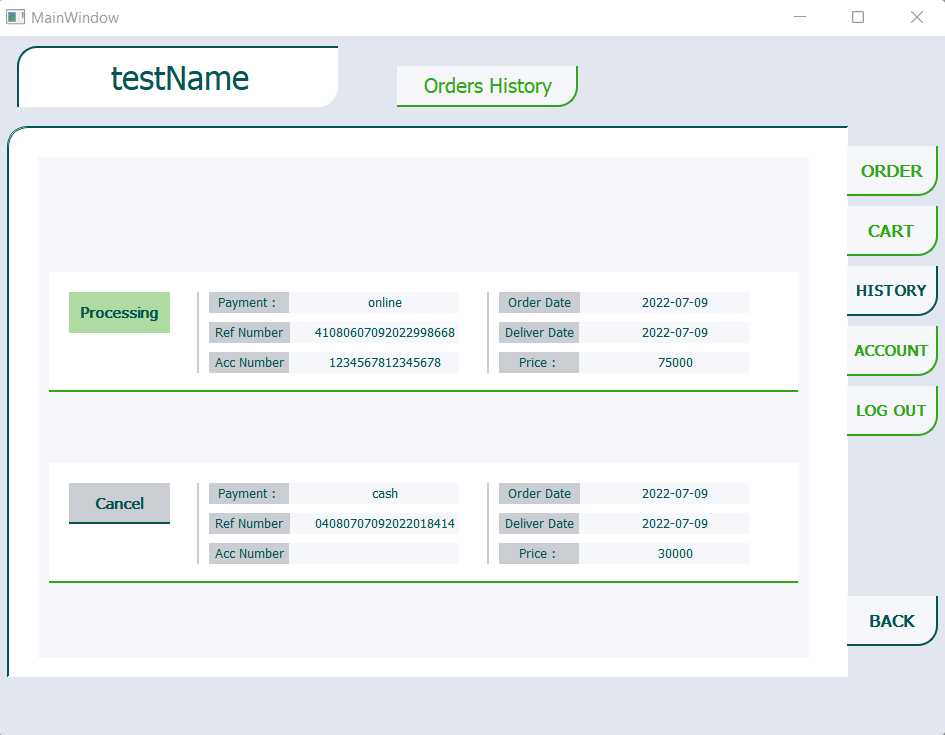 MainWindow
testName
Orders History
ORDER
CART
HISTORY
ACCOUNT
LOG OUT
BACK
Processing
Payment : online
Ref Number 41080607092022998668
Acc Number 1234567812345678
Order Date 2022-07-09
Deliver Date 2022-07-09
Price : 75000
Cancel
Payment : cash
Ref Number 04080707092022018414
Acc Number
Order Date 2022-07-09
Deliver Date 2022-07-09
Price : 30000